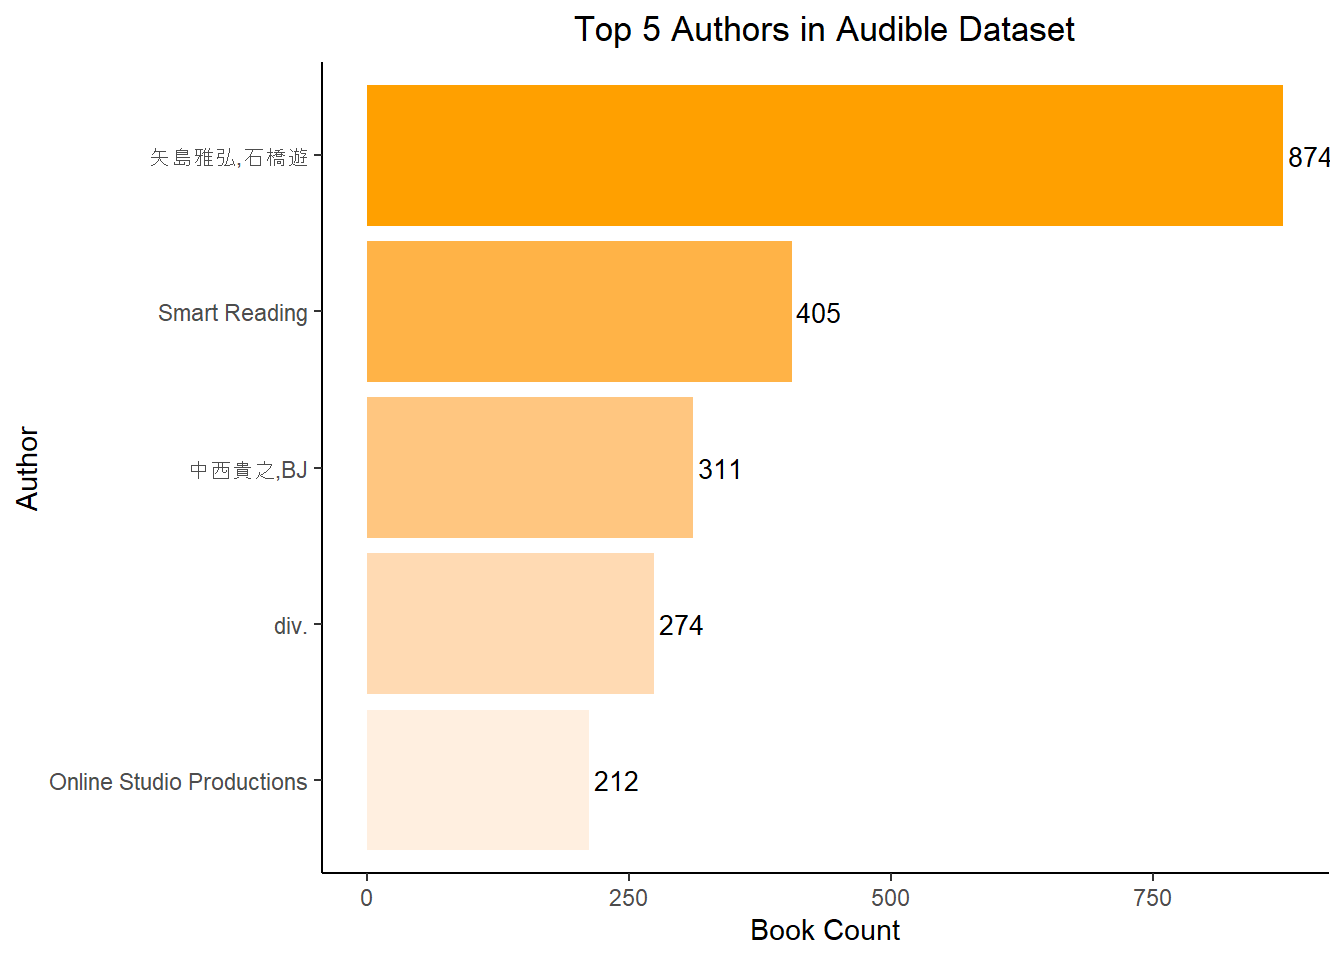 Top 5 Authors in Audible Dataset
矢島雅弘,石橋遊 874
Smart Reading 405
中西貴之,BJ 311
div. 274
Online Studio Productions 212
Author
0 250 500 750
Book Count